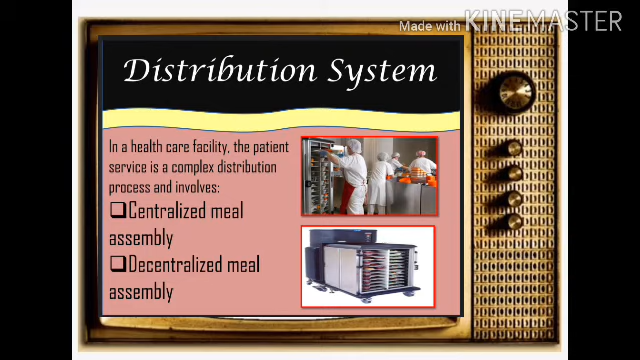 Made with KINEMASTER
Distribution System
In a health care facility, the patient
service is a complex distribution
process and involves:
❑Centralized meal
assembly
❑Decentralized meal
assembly